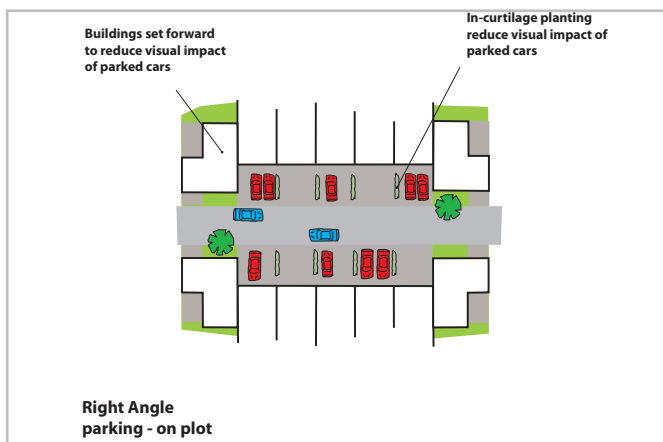 Buildings set forward
to reduce visual impact
of parked cars
In-curtilage planting
reduce visual impact of
parked cars
Right Angle
parking - on plot